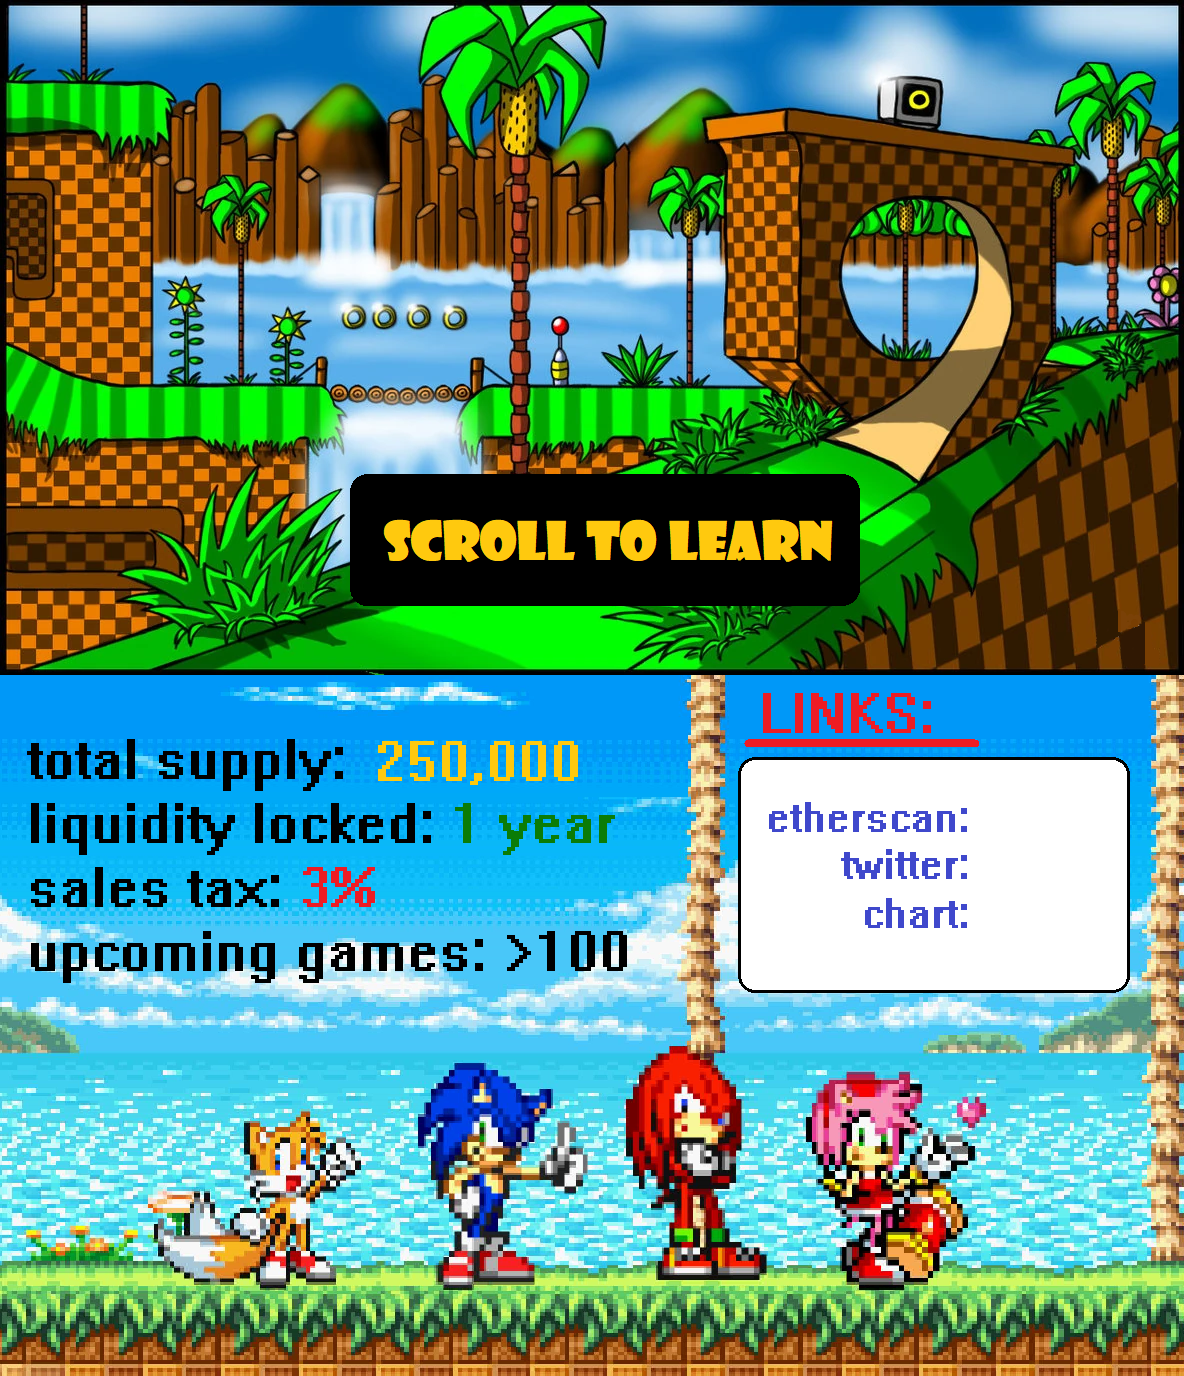 SCROLL TO LEARN
total supply: 250,000
liquidity locked: 1 year
sales tax: 3%
upcoming games: >100
LINKS:
etherscan:
twitter:
chart: